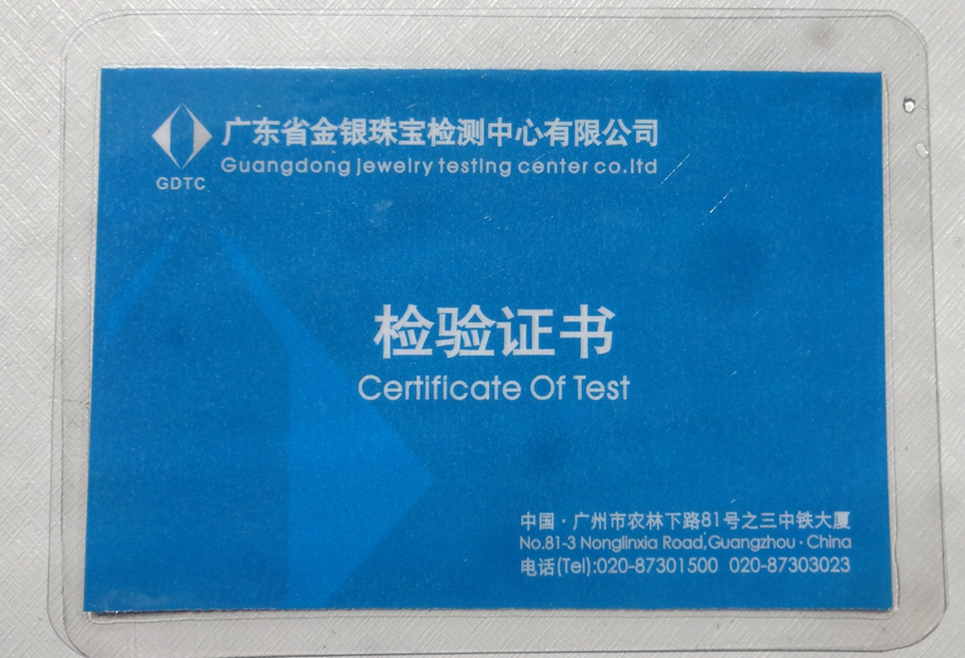 广东省金银珠宝检测中心有限公司
Guangdong jewelry testing center co.ltd
GDTC
检验证书
Certificate Of Test
中国·广州市农林下路81号之三中铁大厦
No.81-3 Nonglinxia Road,Guangzhou·China
电话(Tel):020-87301500 020-87303023